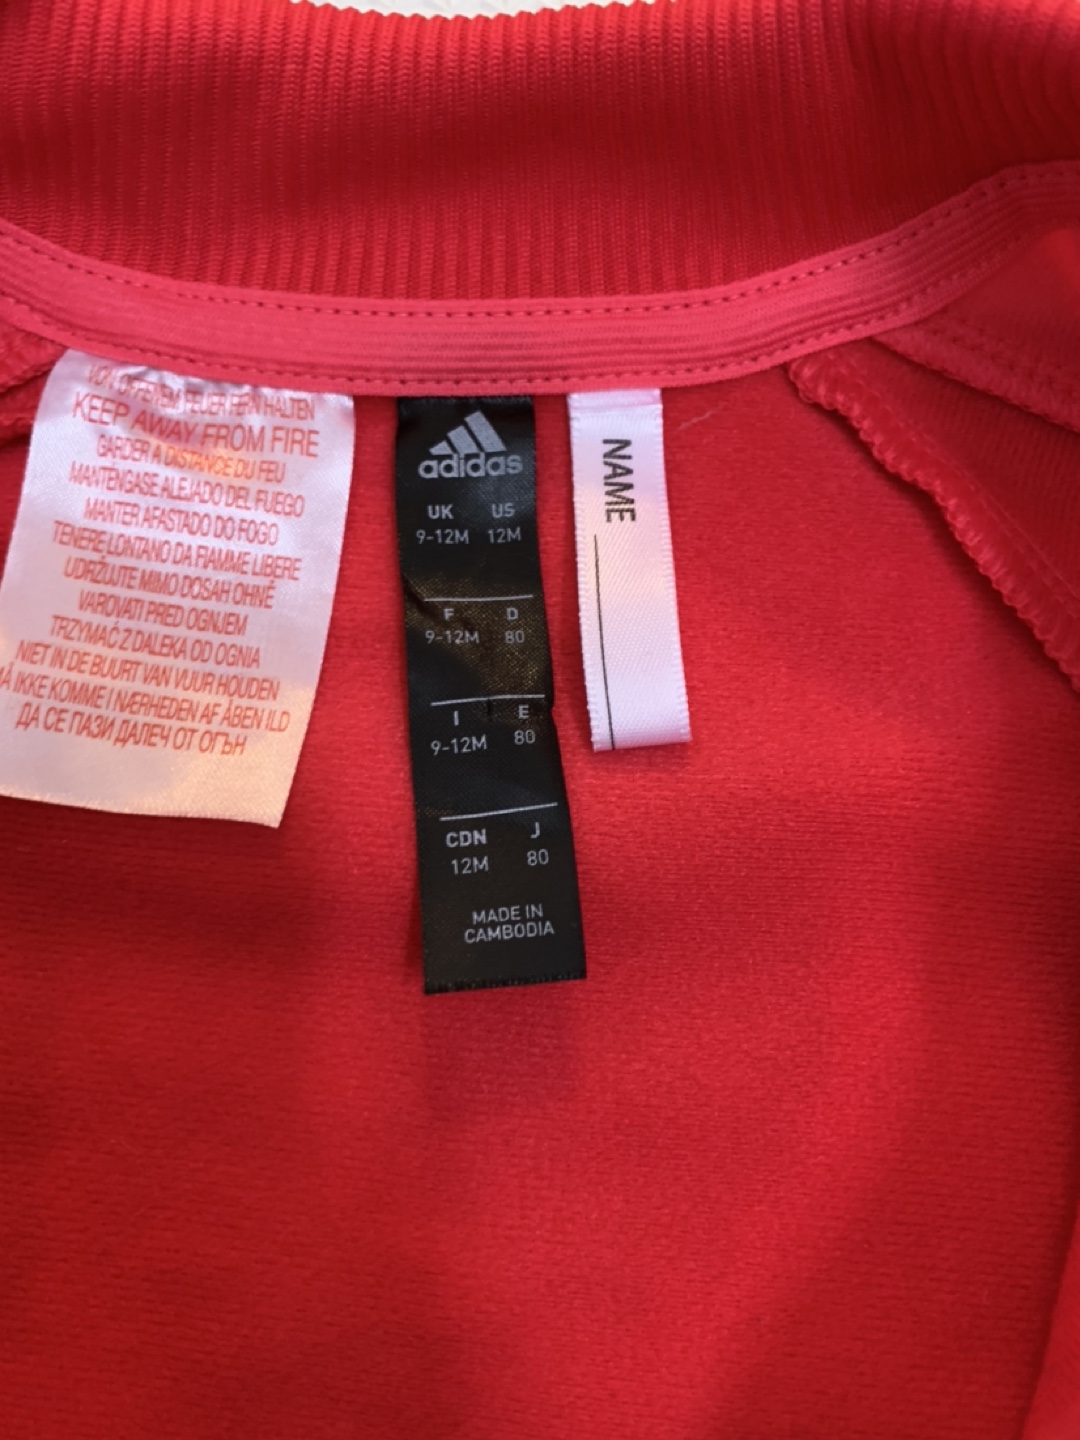 VON OFFENEM FEUER FERN HALTEN
KEEP AWAY FROM FIRE
GARDER A DISTANCE DU FEU
MANTÉNGASE ALEJADO DEL FUEGO
MANTER AFASTADO DO FOGO
TENERE LONTANO DA FIAMME LIBERE
UDRŽUJTE MIMO DOSAH OHNĚ
VAROVATI PRED OGNJEM
TRZYMAĆ Z DALEKA OD OGNIA
NIET IN DE BUURT VAN VUUR HOUDEN
MÅ IKKE KOMME I NÆRHEDEN AF ÅBEN ILD
ДА СЕ ПАЗИ ДАЛЕЧ ОТ ОГЪН
adidas
UK US
9-12M 12M
F D
9-12M 80
I E
9-12M 80
CDN J
12M 80
MADE IN
CAMBODIA
NAME